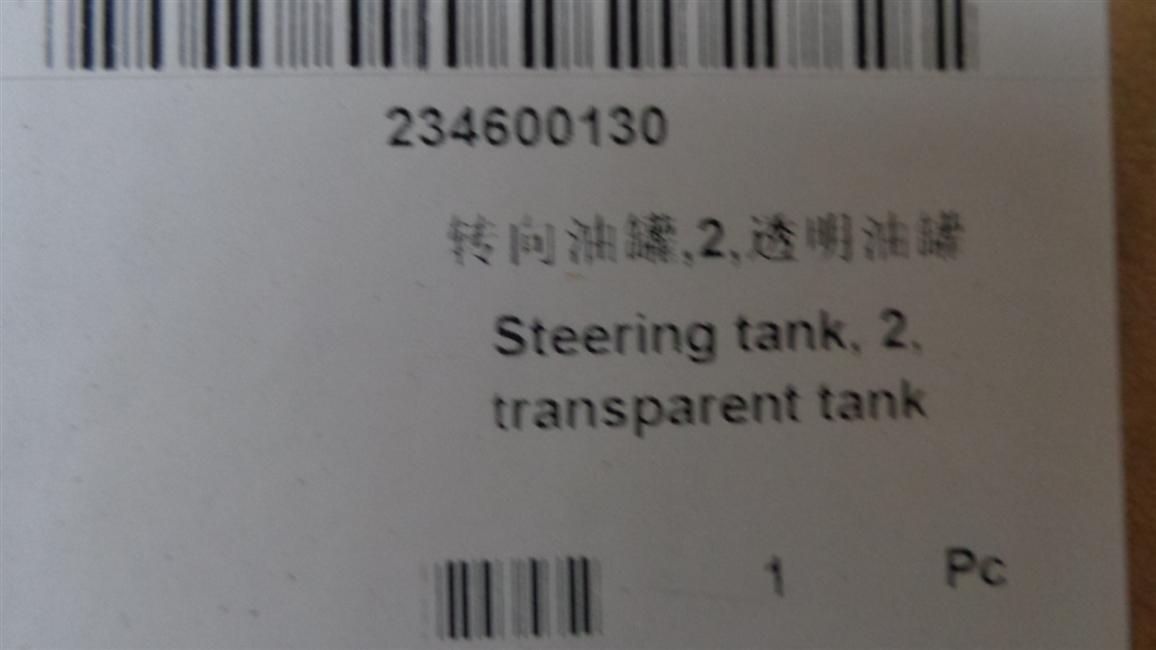 234600130
转向油罐,2,透明油罐
Steering tank, 2,
transparent tank
1 Pc